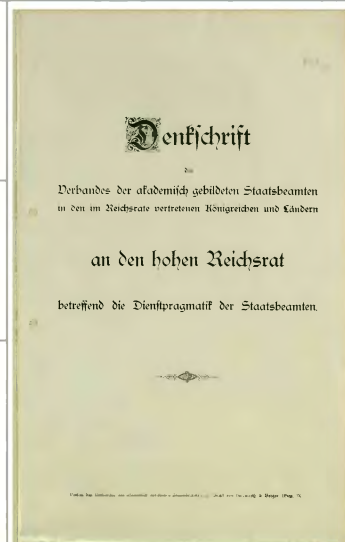 Denkschrift
des
Verbandes der akademisch gebildeten Staatsbeamten
in den im Reichsrate vertretenen Königreichen und Ländern
an den hohen Reichsrat
betreffend die Dienstpragmatik der Staatsbeamten.